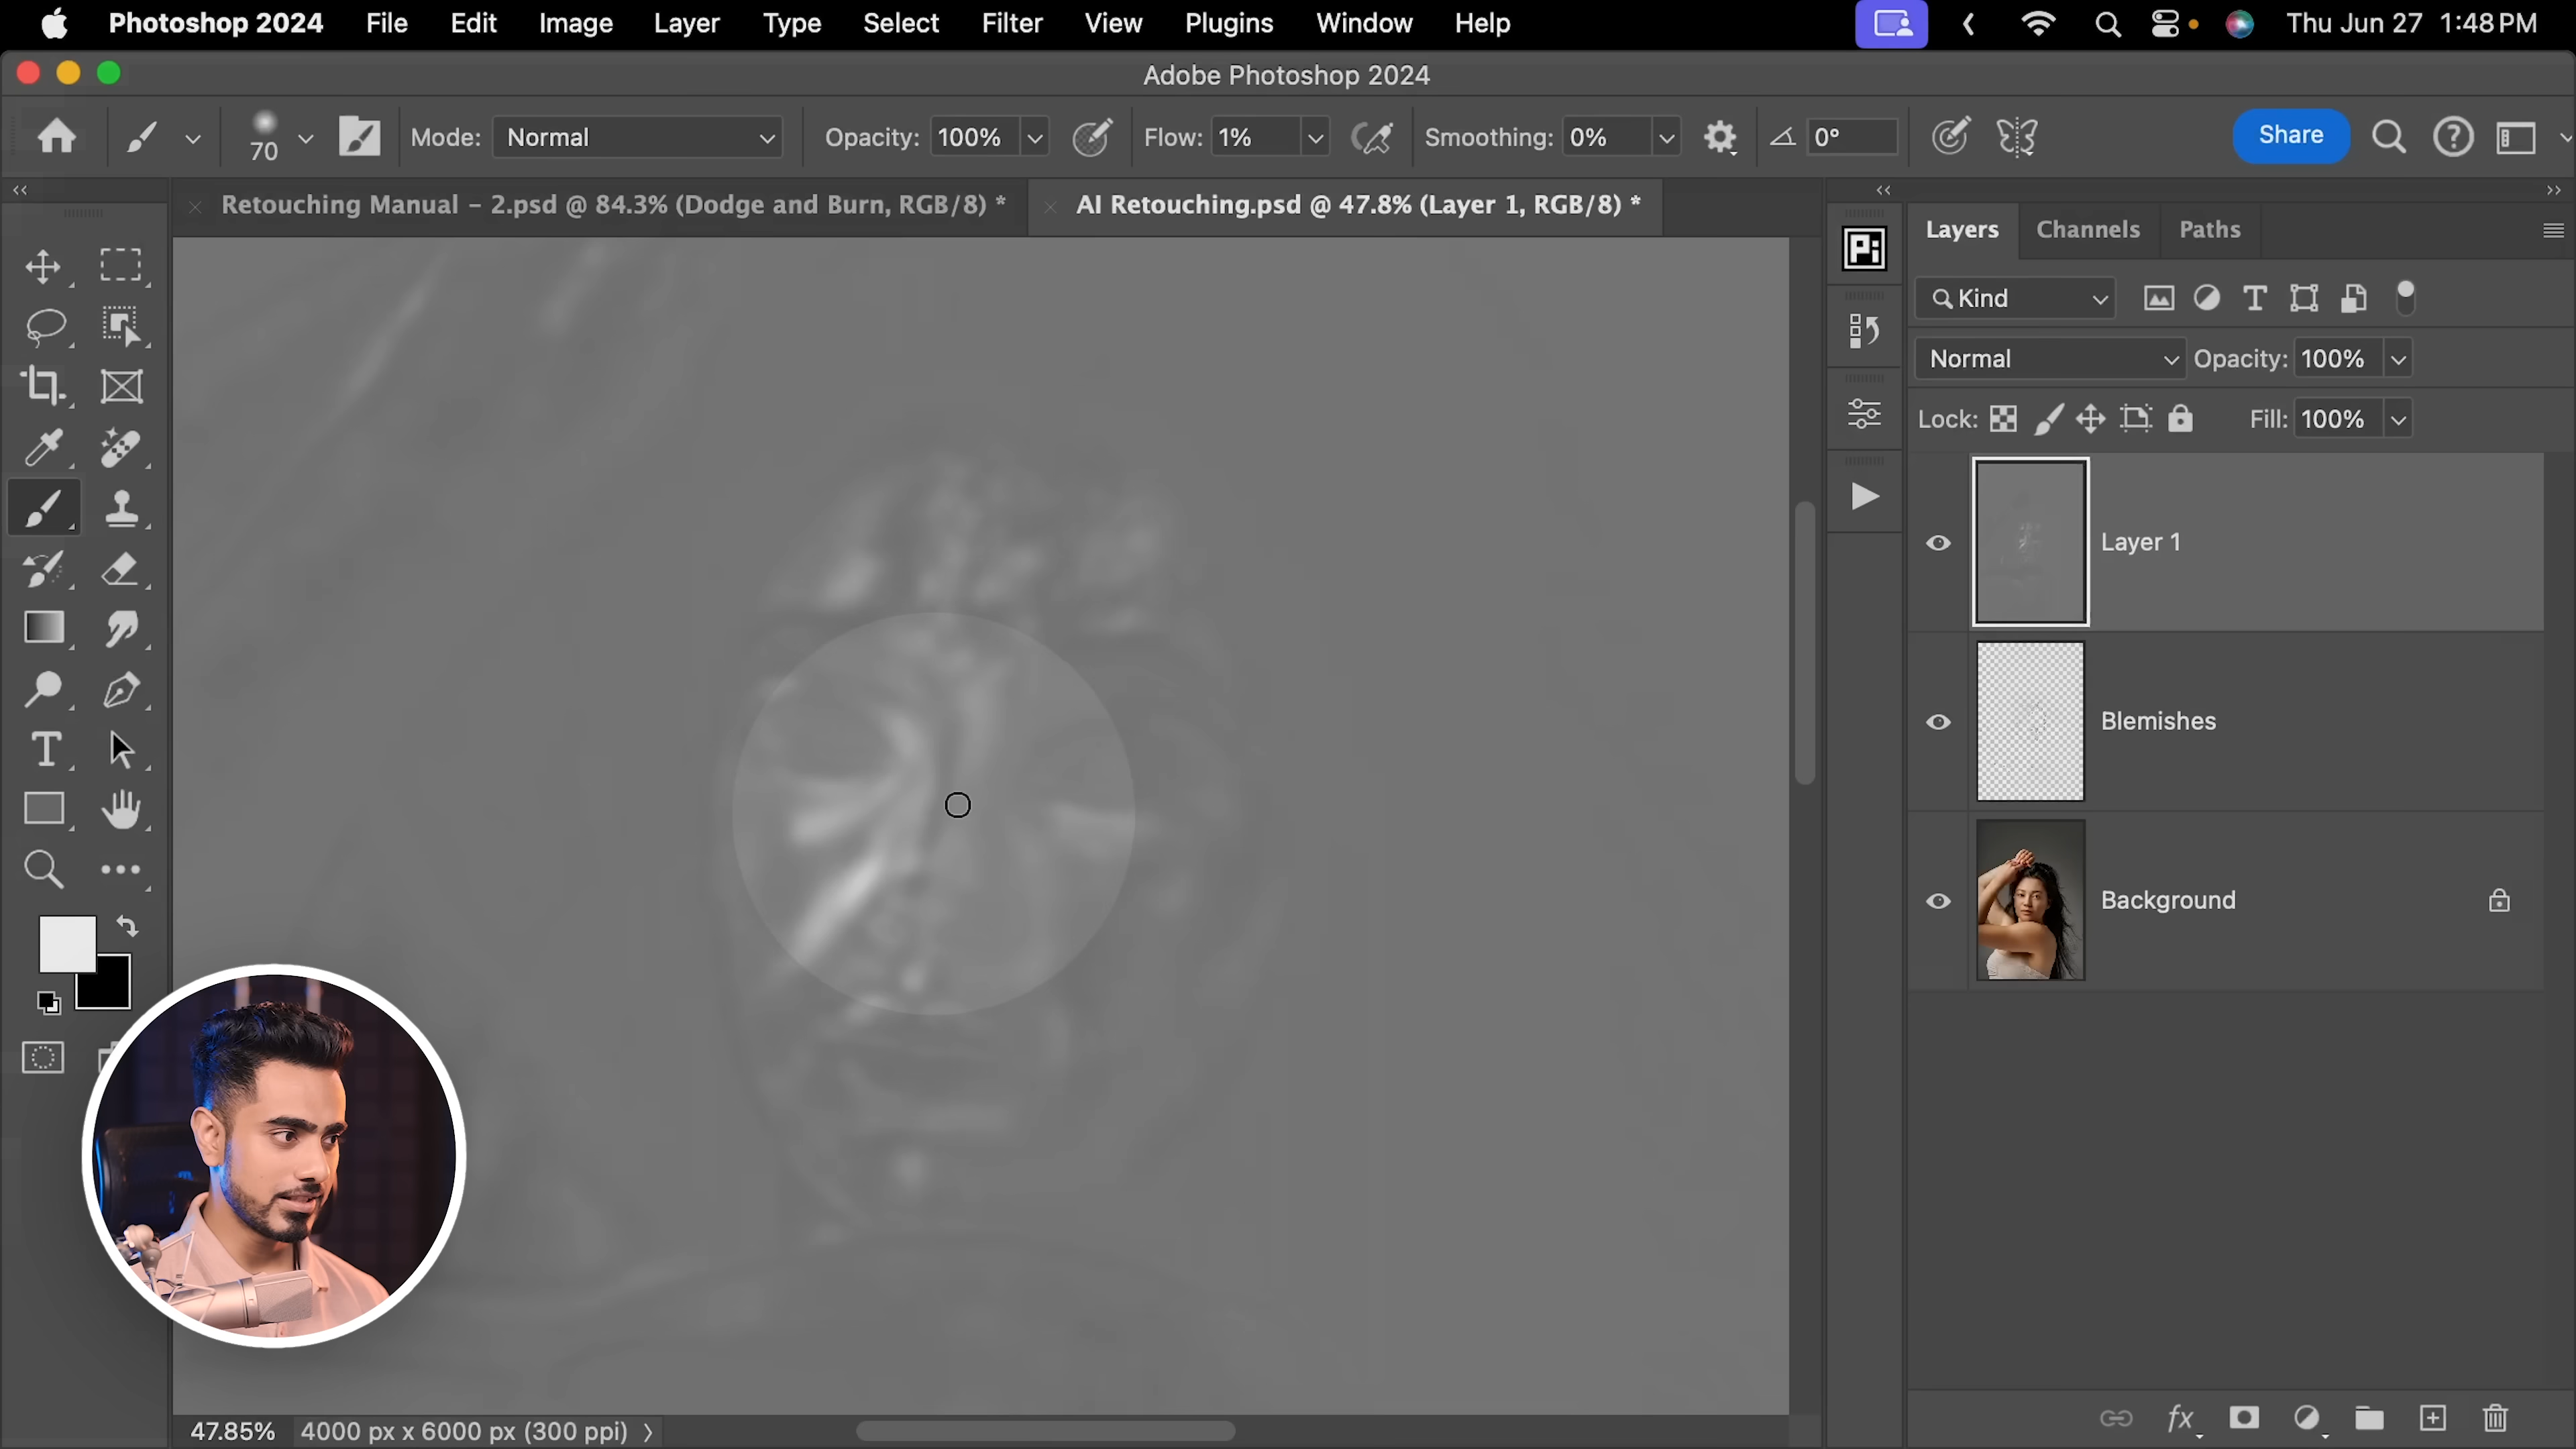 Photoshop 2024 File Edit Image Layer Type Select Filter View Plugins Window Help Thu Jun 27 1:48 PM
Adobe Photoshop 2024
70 Mode: Normal Opacity: 100% Flow: 1% Smoothing: 0% 0° Share
Retouching Manual – 2.psd @ 84.3% (Dodge and Burn, RGB/8) * AI Retouching.psd @ 47.8% (Layer 1, RGB/8) *
Layers Channels Paths
Pi
Kind
Normal Opacity: 100%
Lock: Fill: 100%
Layer 1
Blemishes
Background
47.85% 4000 px x 6000 px (300 ppi)
fx